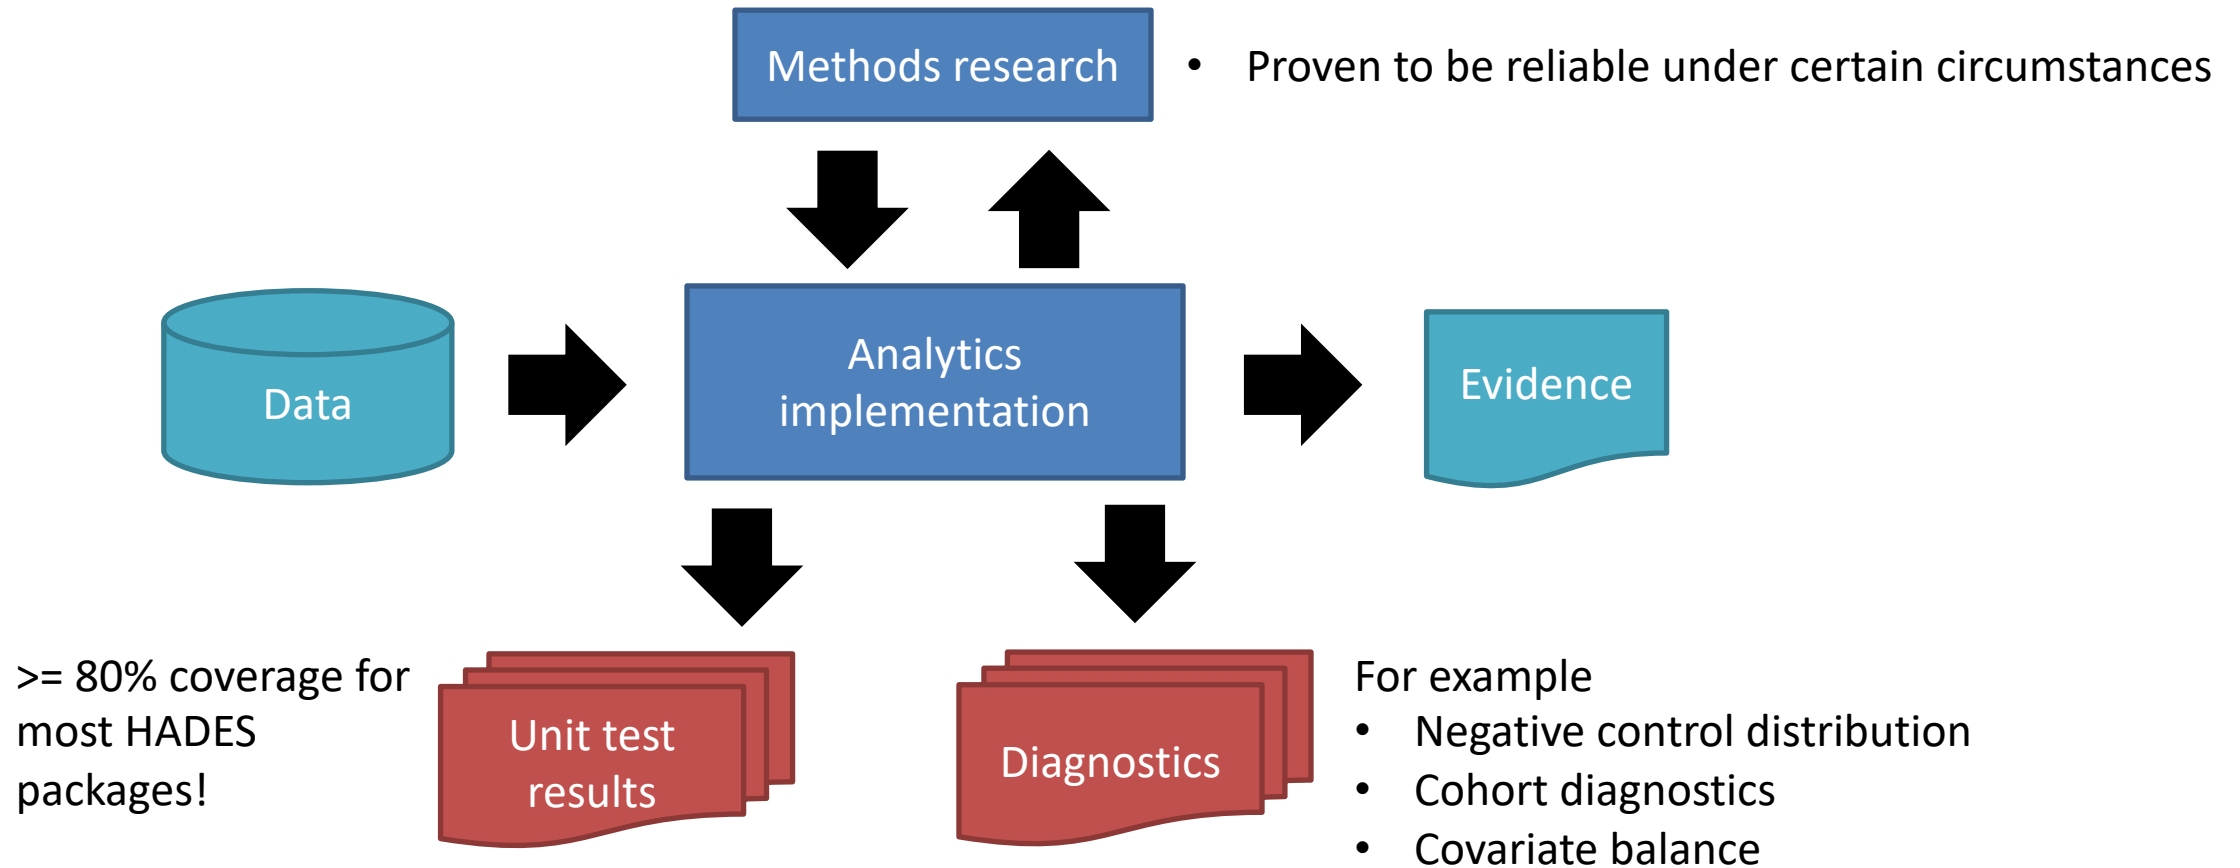 Methods research
• Proven to be reliable under certain circumstances
Data
Analytics
implementation
Evidence
>= 80% coverage for
most HADES
packages!
Unit test
results
Diagnostics
For example
• Negative control distribution
• Cohort diagnostics
• Covariate balance